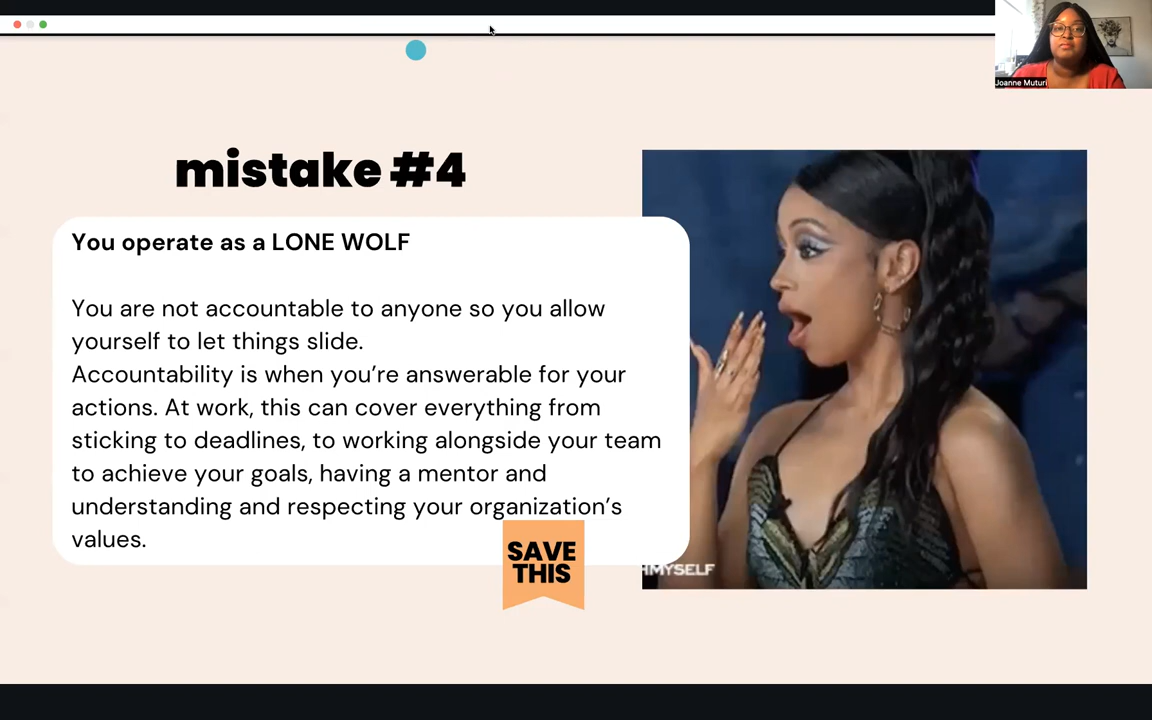 Joanne Muturi
mistake #4
You operate as a LONE WOLF
You are not accountable to anyone so you allow
yourself to let things slide.
Accountability is when you’re answerable for your
actions. At work, this can cover everything from
sticking to deadlines, to working alongside your team
to achieve your goals, having a mentor and
understanding and respecting your organization’s
values.
SAVE
THIS
HMYSELF